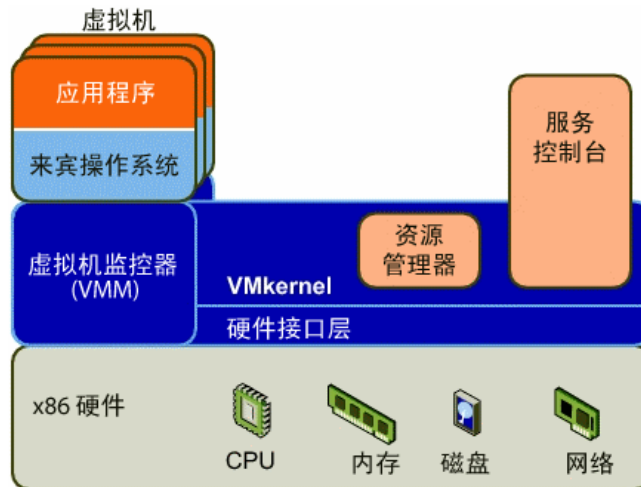 虚拟机
应用程序
来宾操作系统
服务
控制台
虚拟机监控器
(VMM)
资源
管理器
VMkernel
硬件接口层
x86 硬件
CPU
内存
磁盘
网络